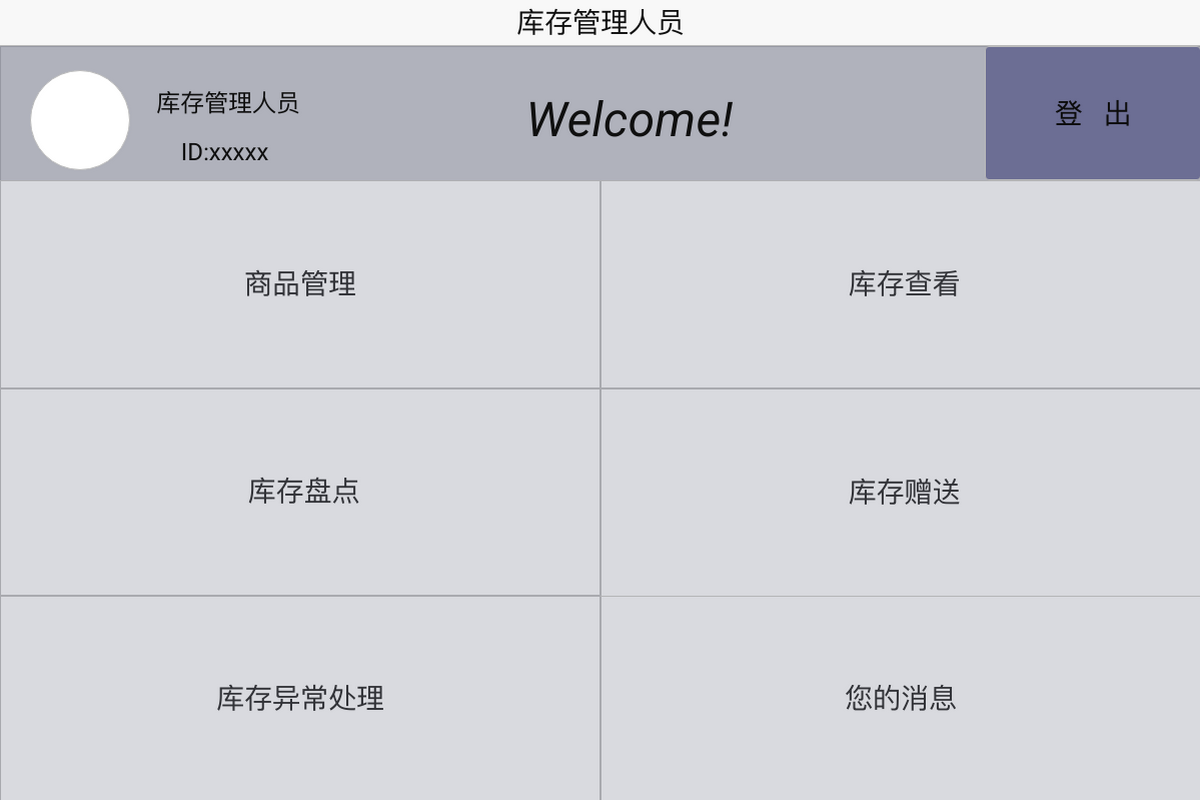 库存管理人员
库存管理人员
ID:xxxxx
Welcome!
登 出
商品管理
库存查看
库存盘点
库存赠送
库存异常处理
您的消息